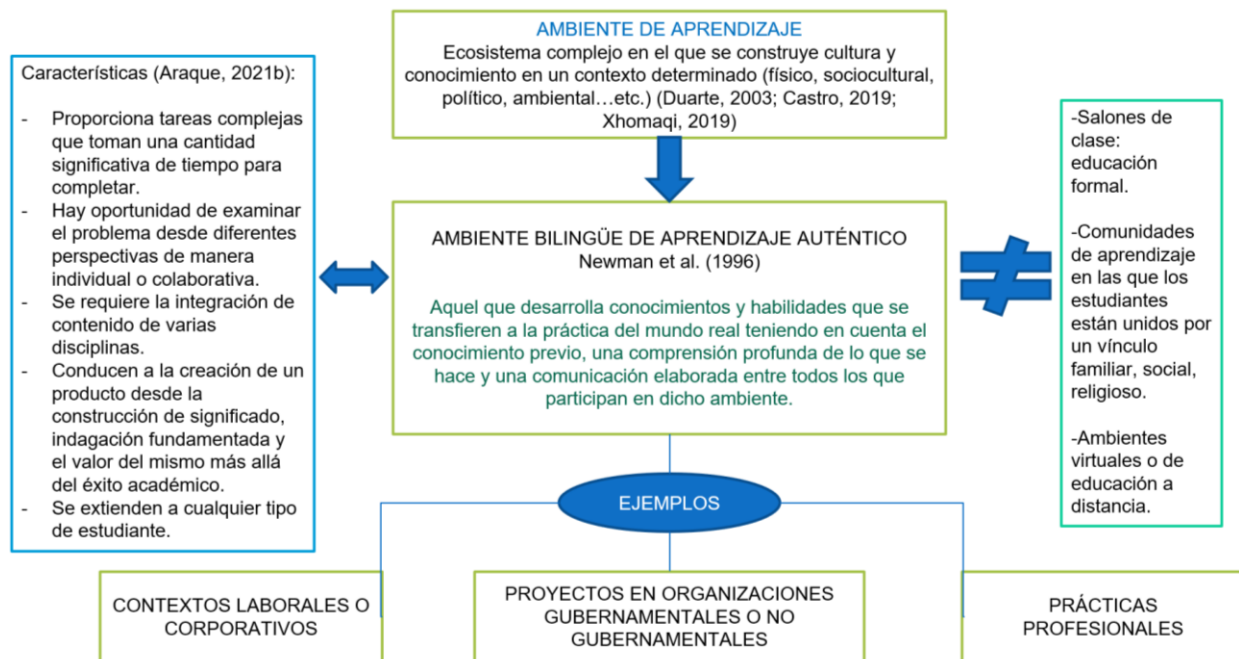 AMBIENTE DE APRENDIZAJE
Ecosistema complejo en el que se construye cultura y
conocimiento en un contexto determinado (físico, sociocultural,
político, ambiental…etc.) (Duarte, 2003; Castro, 2019;
Xhomaqi, 2019)
Características (Araque, 2021b):
- Proporciona tareas complejas
que toman una cantidad
significativa de tiempo para
completar.
- Hay oportunidad de examinar
el problema desde diferentes
perspectivas de manera
individual o colaborativa.
- Se requiere la integración de
contenido de varias
disciplinas.
- Conducen a la creación de un
producto desde la
construcción de significado,
indagación fundamentada y
el valor del mismo más allá
del éxito académico.
- Se extienden a cualquier tipo
de estudiante.
AMBIENTE BILINGÜE DE APRENDIZAJE AUTÉNTICO
Newman et al. (1996)
Aquel que desarrolla conocimientos y habilidades que se
transfieren a la práctica del mundo real teniendo en cuenta el
conocimiento previo, una comprensión profunda de lo que se
hace y una comunicación elaborada entre todos los que
participan en dicho ambiente.
-Salones de
clase:
educación
formal.
-Comunidades
de aprendizaje
en las que los
estudiantes
están unidos por
un vínculo
familiar, social,
religioso.
-Ambientes
virtuales o de
educación a
distancia.
EJEMPLOS
CONTEXTOS LABORALES O
CORPORATIVOS
PROYECTOS EN ORGANIZACIONES
GUBERNAMENTALES O NO
GUBERNAMENTALES
PRÁCTICAS
PROFESIONALES